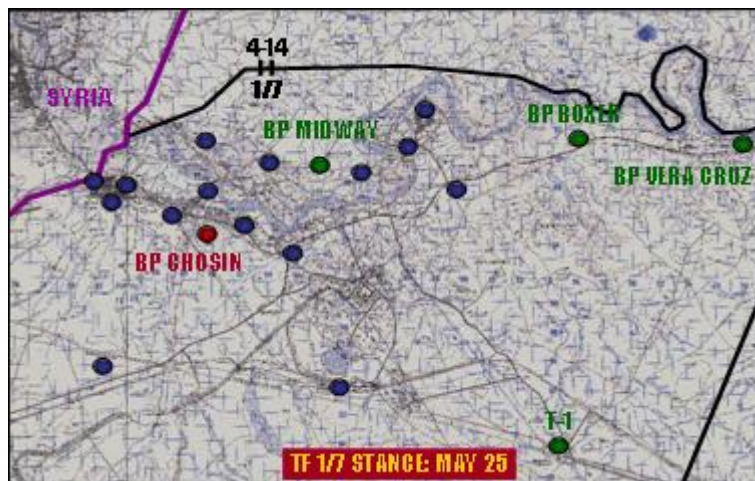 4-14
1/7
SYRIA
BP MIDWAY
BP BOXER
BP VERA CRUZ
BP CHOSIN
T-1
TF 1/7 STANCE: MAY 25